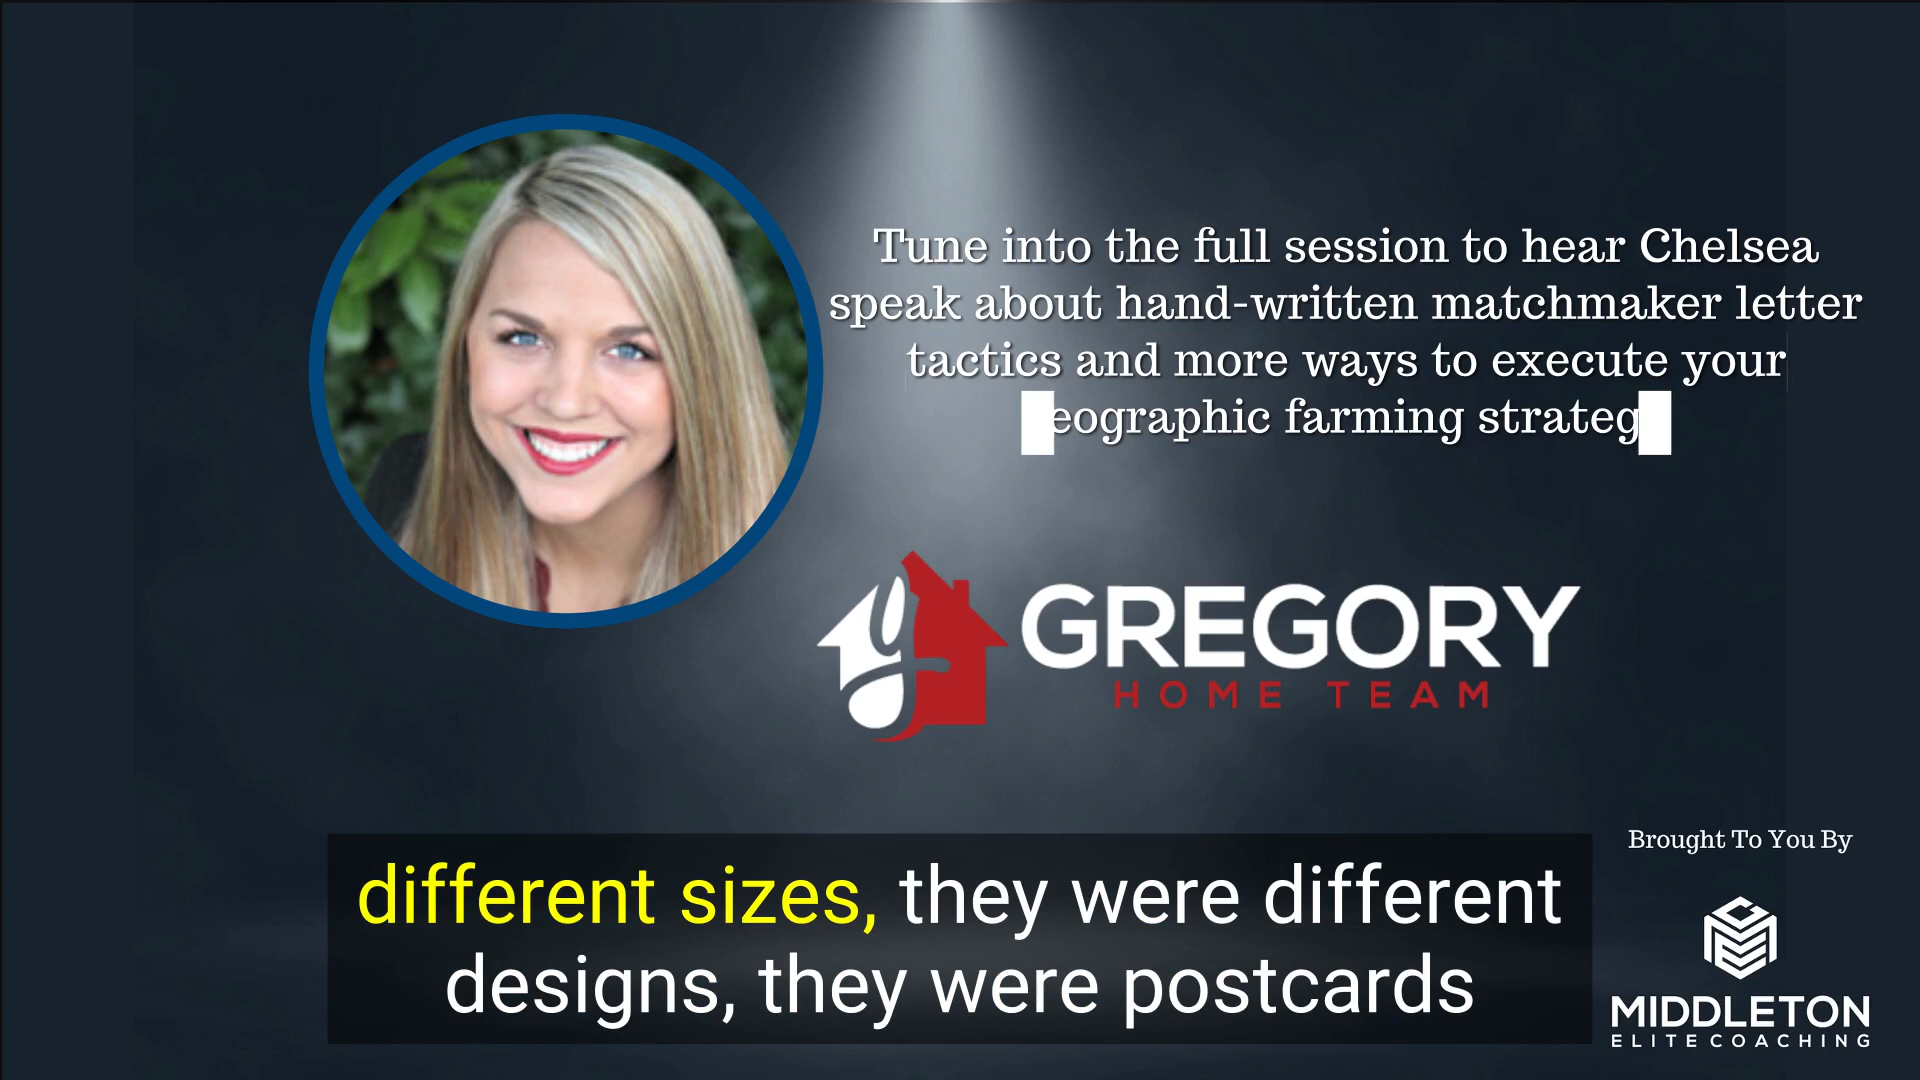 Tune into the full session to hear Chelsea
speak about hand-written matchmaker letter
tactics and more ways to execute your
eographic farming strateg
GREGORY
HOME TEAM
different sizes, they were different
designs, they were postcards
Brought To You By
MIDDLETON
ELITE COACHING